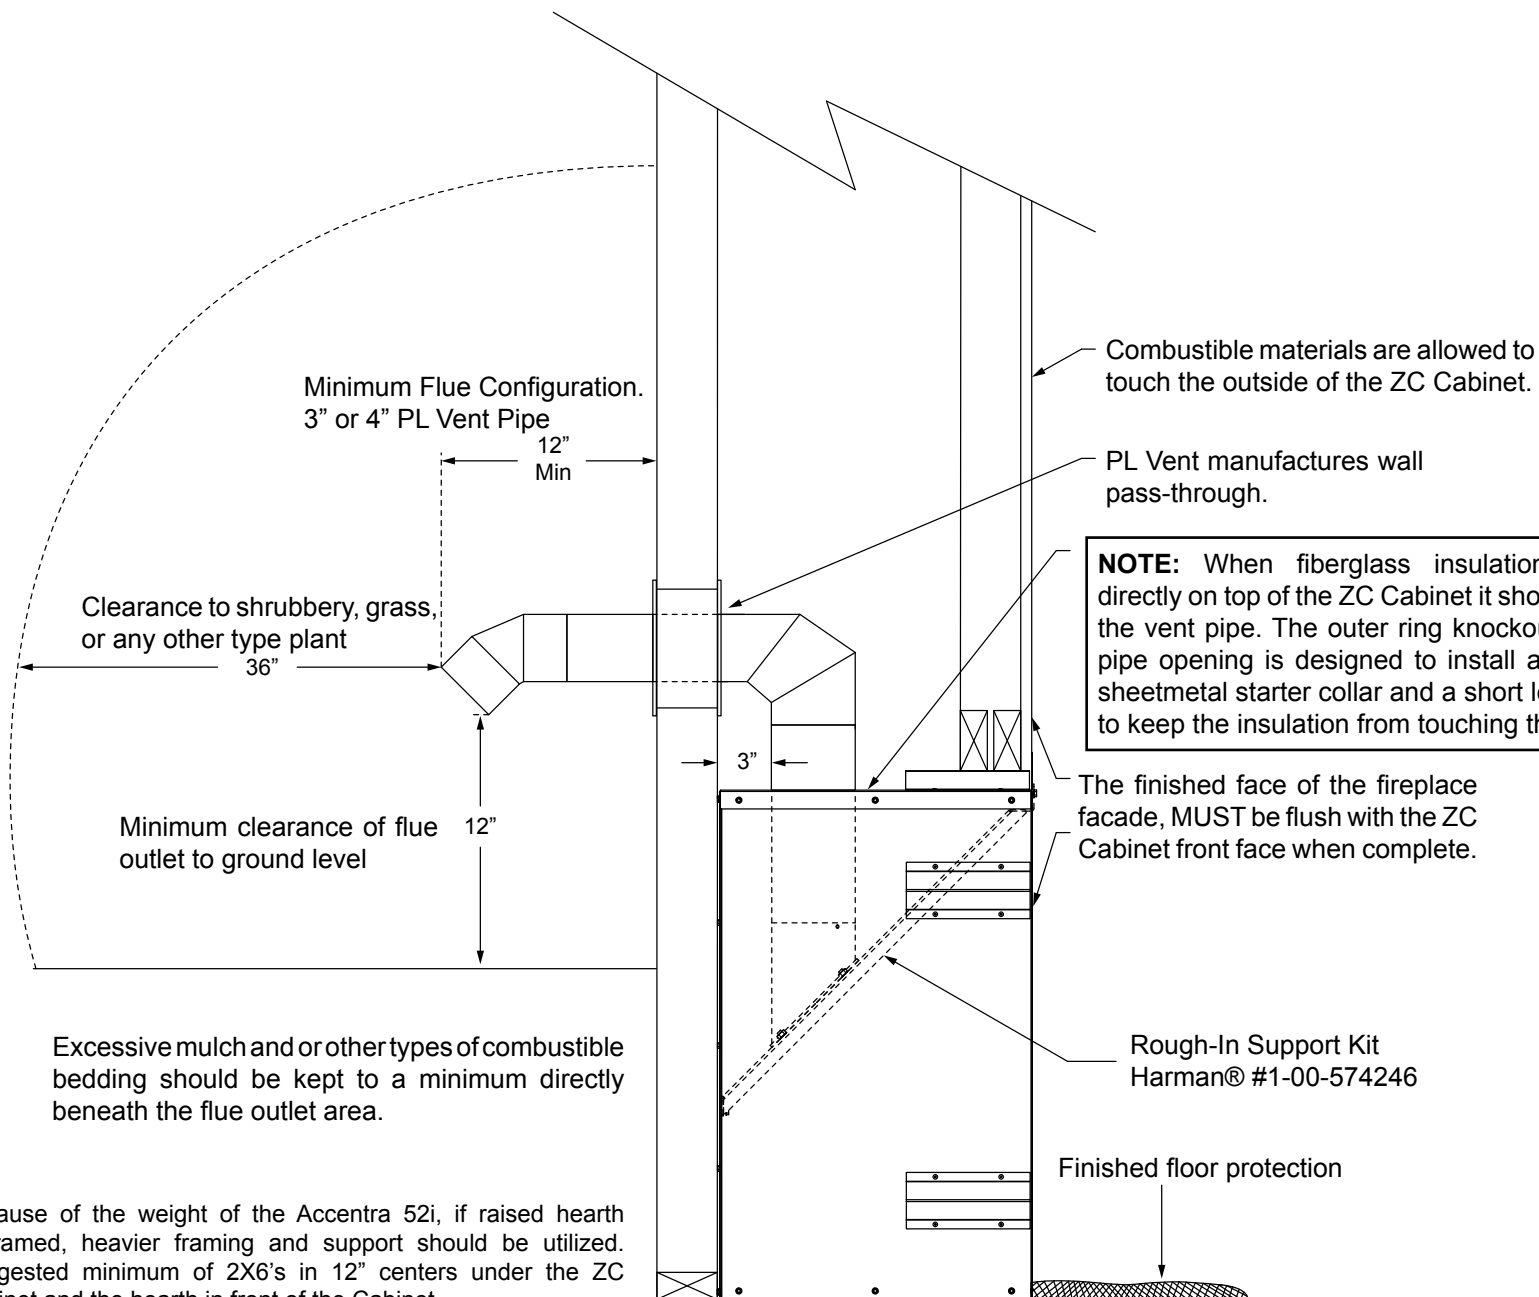 Combustible materials are allowed to
touch the outside of the ZC Cabinet.
Minimum Flue Configuration.
3” or 4” PL Vent Pipe
12”
Min
PL Vent manufactures wall
pass-through.
NOTE: When fiberglass insulation
directly on top of the ZC Cabinet it
the vent pipe. The outer ring
pipe opening is designed to install
sheetmetal starter collar and a short
to keep the insulation from touching
Clearance to shrubbery, grass,
or any other type plant
36”
3”
The finished face of the fireplace
facade, MUST be flush with the ZC
Cabinet front face when complete.
Minimum clearance of flue
outlet to ground level
12”
Excessive mulch and or other types of combustible
bedding should be kept to a minimum directly
beneath the flue outlet area.
Rough-In Support Kit
Harman® #1-00-574246
Finished floor protection
of the weight of the Accentra 52i, if raised hearth
heavier framing and support should be utilized.
minimum of 2X6’s in 12” centers under the ZC
and the hearth in front of the Cabinet